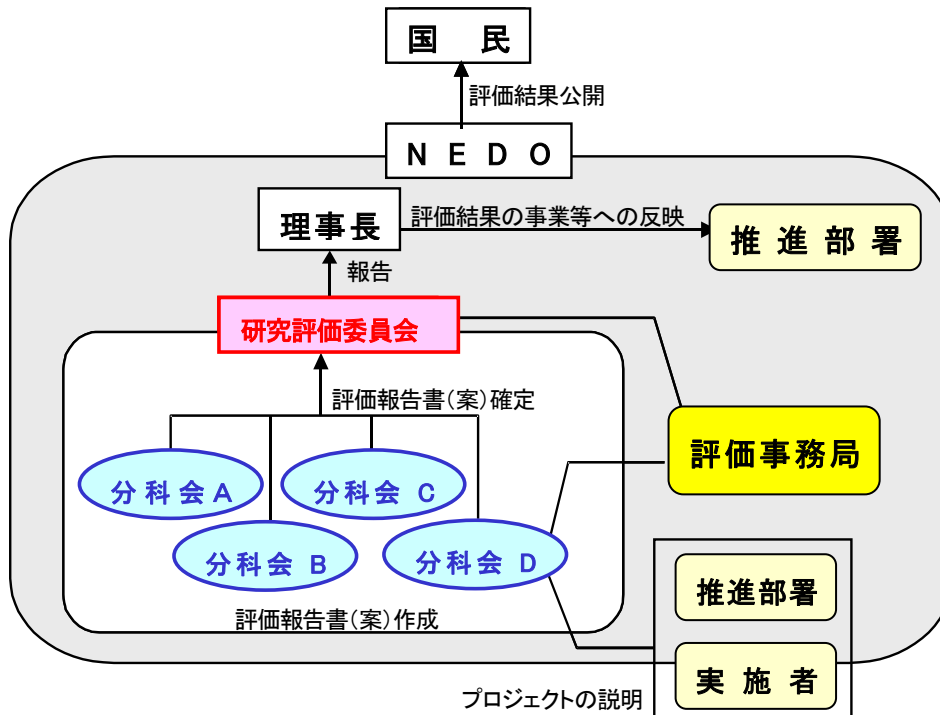 国 民
評価結果公開
N E D O
理事長
評価結果の事業等への反映
推 進 部 署
報告
研究評価委員会
評価報告書(案)確定
評価事務局
分科会A
分科会 C
分科会 B
分科会 D
推進部署
評価報告書(案)作成
実 施 者
プロジェクトの説明